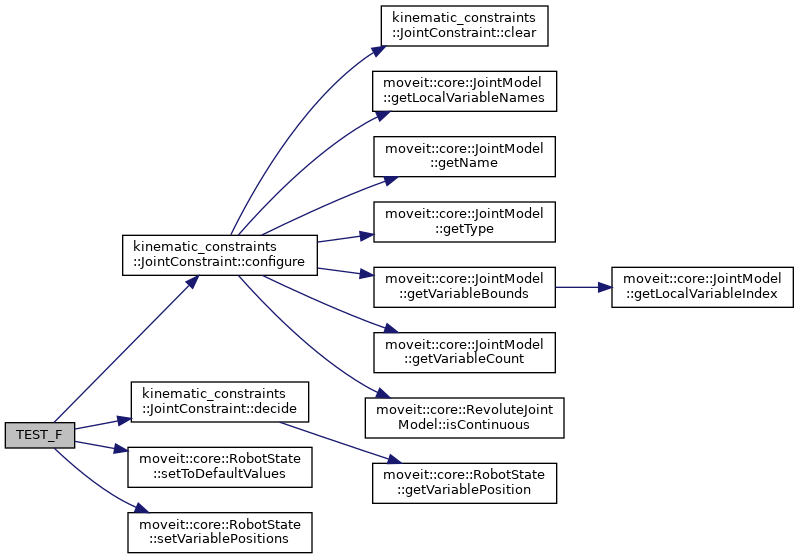 kinematic_constraints
::JointConstraint::clear
moveit::core::JointModel
::getLocalVariableNames
moveit::core::JointModel
::getName
moveit::core::JointModel
::getType
kinematic_constraints
::JointConstraint::configure
moveit::core::JointModel
::getVariableBounds
moveit::core::JointModel
::getLocalVariableIndex
moveit::core::JointModel
::getVariableCount
kinematic_constraints
::JointConstraint::decide
moveit::core::RevoluteJoint
Model::isContinuous
TEST_F
moveit::core::RobotState
::setToDefaultValues
moveit::core::RobotState
::getVariablePosition
moveit::core::RobotState
::setVariablePositions